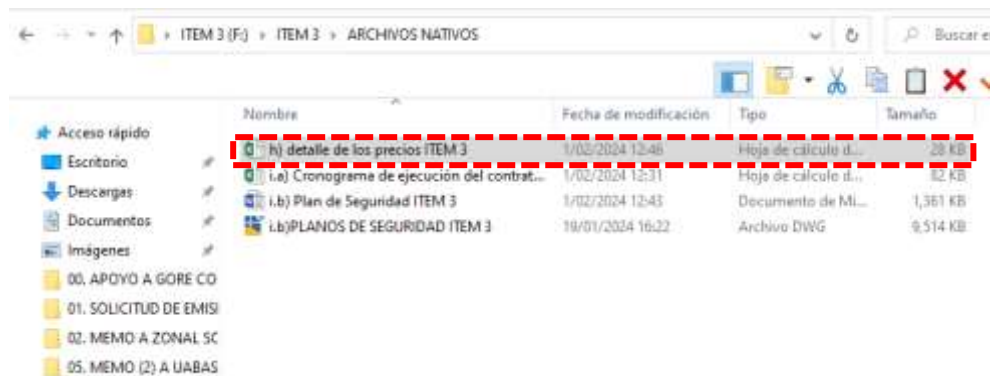 ITEM 3 (F:) › ITEM 3 › ARCHIVOS NATIVOS
Buscar e
Nombre Fecha de modificación Tipo Tamaño
Acceso rápido
h) detalle de los precios ITEM 3 1/02/2024 12:46 Hoja de cálculo d... 28 KB
Escritorio
i.a) Cronograma de ejecución del contrat... 1/02/2024 12:31 Hoja de cálculo d... 82 KB
Descargas
i.b) Plan de Seguridad ITEM 3 1/02/2024 12:43 Documento de Mi... 1,361 KB
Documentos
i.b)PLANOS DE SEGURIDAD ITEM 3 19/01/2024 16:22 Archivo DWG 9,514 KB
Imágenes
00. APOYO A GORE CO
01. SOLICITUD DE EMISI
02. MEMO A ZONAL SC
05. MEMO (2) A UABAS